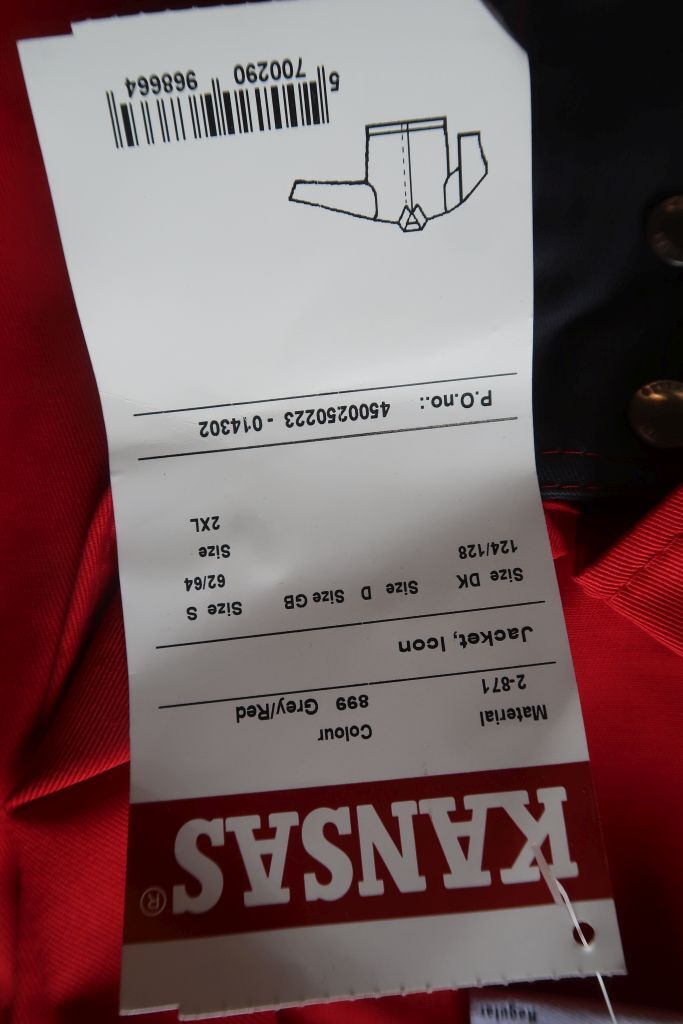 KANSAS®
Material Colour
2-871 899 Grey/Red
Jacket, Icon
Size DK Size D Size GB Size S
124/128 62/64
Size
2XL
P.O.no.: 4500250223 - 014302
5 700290 968664
Regular